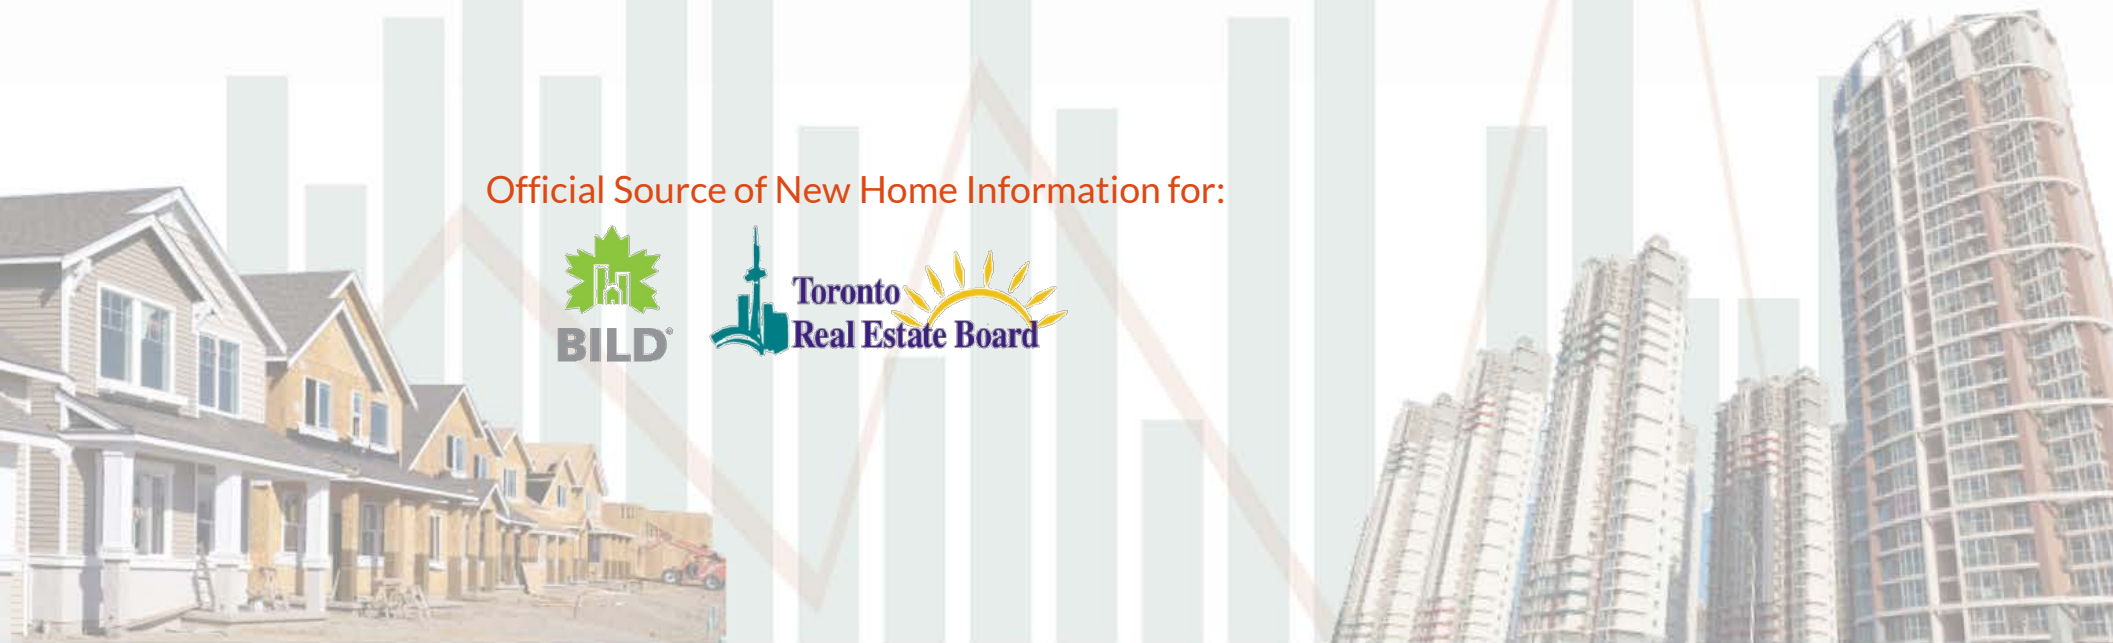 Official Source of New Home Information for:
BILD®
Toronto
Real Estate Board